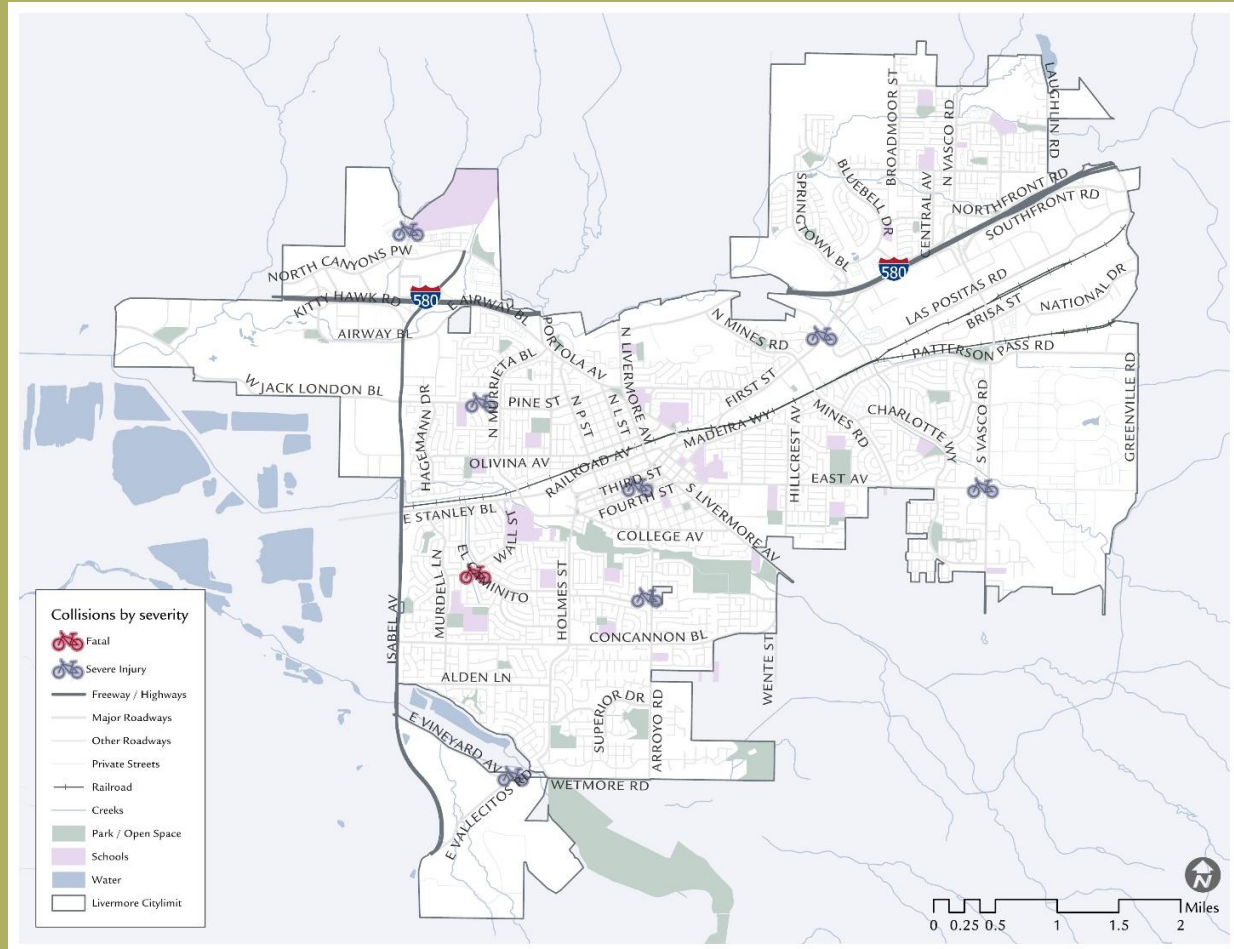 LAUGHLIN RD
BROADMOOR ST
N VASCO RD
BLUEBELL DR
SPRINGTOWN BL
CENTRAL AV
NORTHFRONT RD
SOUTHFRONT RD
580
NORTH CANYONS PW
580
KITTY HAWK RD
E AIRWAY BL
AIRWAY BL
LAS POSITAS RD
BRISA ST
NATIONAL DR
N MINES RD
PORTOLA AV
N LIVERMORE AV
PATTERSON PASS RD
N MURRIETA BL
W JACK LONDON BL
HAGEMANN DR
PINE ST
N P ST
N L ST
FIRST ST
MADEIRA WY
HILLCREST AV
MINES RD
CHARLOTTE WY
S VASCO RD
GREENVILLE RD
OLIVINA AV
RAILROAD AV
THIRD ST
FOURTH ST
S LIVERMORE AV
EAST AV
E STANLEY BL
WALL ST
COLLEGE AV
EL CAMINITO
MURDELL LN
HOLMES ST
CONCANNON BL
ISABEL AV
WENTE ST
ALDEN LN
SUPERIOR DR
ARROYO RD
E VINEYARD AV
WETMORE RD
E VALLECITOS RD
Collisions by severity
Fatal
Severe Injury
Freeway / Highways
Major Roadways
Other Roadways
Private Streets
Railroad
Creeks
Park / Open Space
Schools
Water
Livermore Citylimit
N
Miles
0 0.25 0.5 1 1.5 2